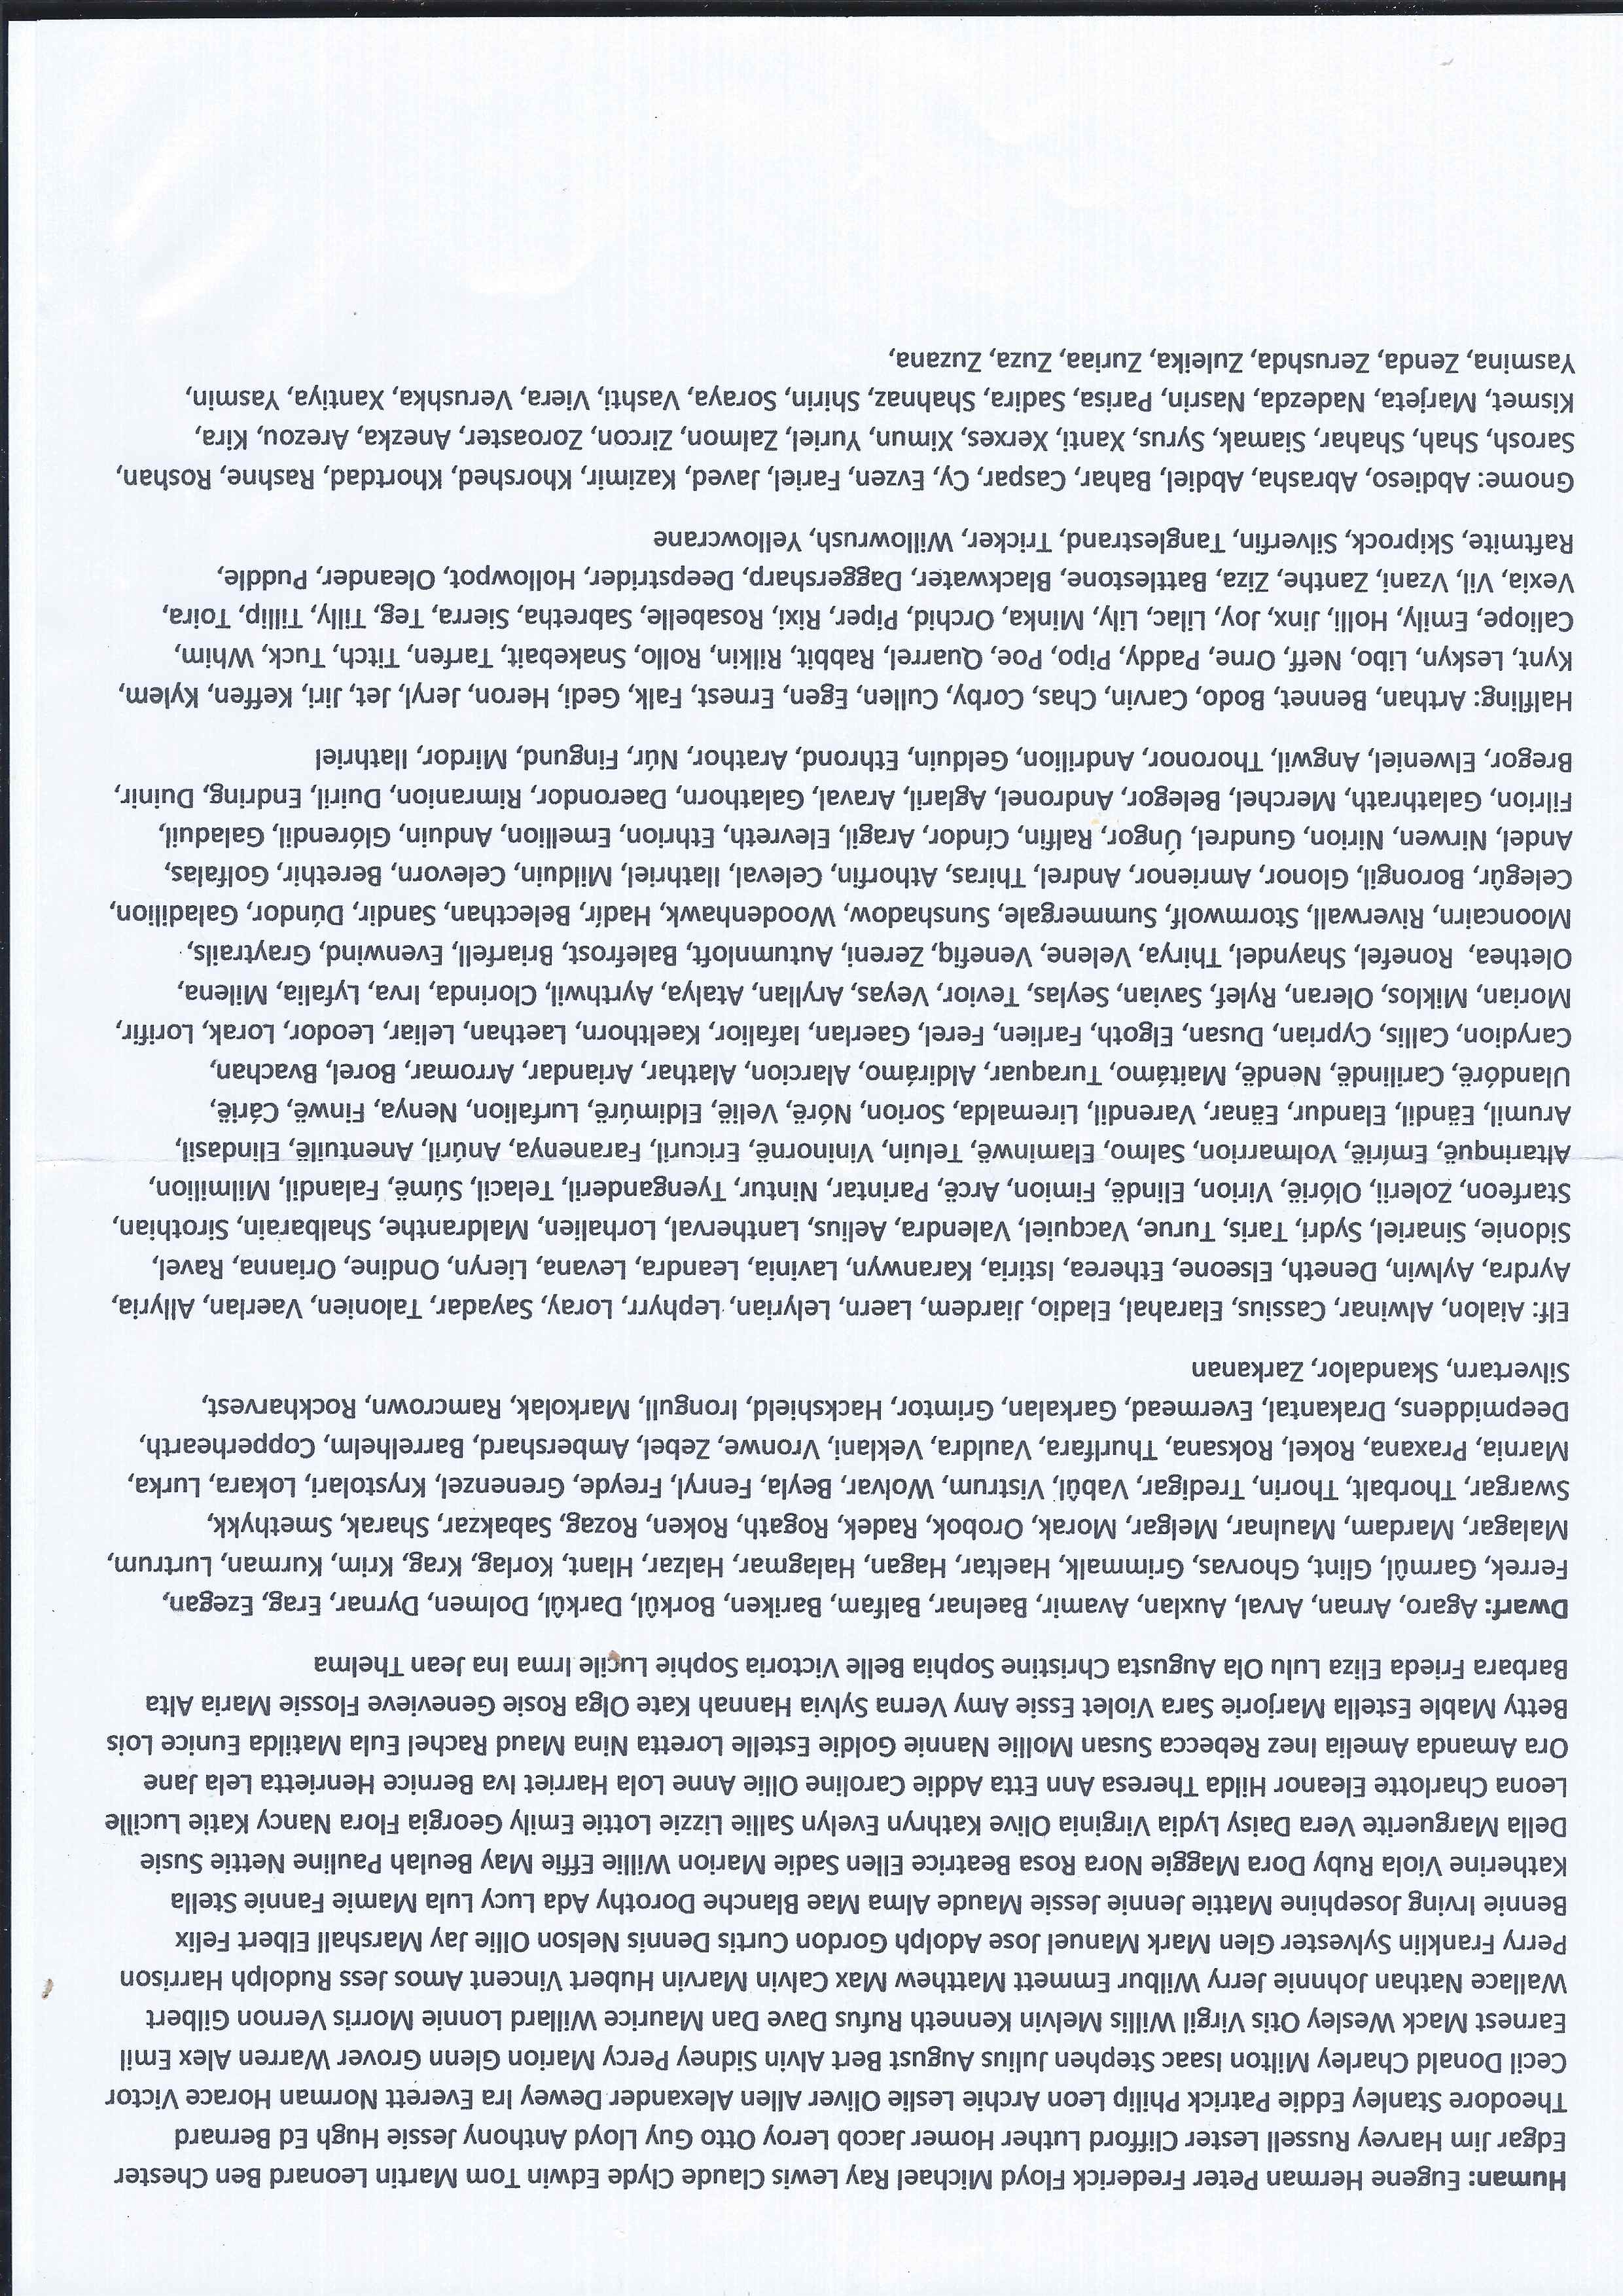 Human: Eugene Herman Peter Frederick Floyd Michael Ray Lewis Claude Clyde Edwin Tom Martin Leonard Ben Chester
Edgar Jim Harvey Russell Lester Clifford Luther Homer Jacob Leroy Otto Guy Lloyd Anthony Jessie Hugh Ed Bernard
Theodore Stanley Eddie Patrick Philip Leon Archie Leslie Oliver Allen Alexander Dewey Ira Everett Norman Horace Victor
Cecil Donald Charley Milton Isaac Stephen Julius August Bert Alvin Sidney Percy Marion Glenn Grover Warren Alex Emil
Earnest Mack Wesley Otis Virgil Willis Melvin Kenneth Rufus Dave Dan Maurice Willard Lonnie Morris Vernon Gilbert
Wallace Nathan Johnnie Jerry Wilbur Emmett Matthew Max Calvin Marvin Hubert Vincent Amos Jess Rudolph Harrison
Perry Franklin Sylvester Glen Mark Manuel Jose Adolph Gordon Curtis Dennis Nelson Ollie Jay Marshall Elbert Felix
Bennie Irving Josephine Mattie Jennie Jessie Maude Alma Mae Blanche Dorothy Ada Lucy Lula Mamie Fannie Stella
Katherine Viola Ruby Dora Maggie Nora Rosa Beatrice Ellen Sadie Marion Willie Effie May Beulah Pauline Nettie Susie
Della Marguerite Vera Daisy Lydia Virginia Olive Kathryn Evelyn Sallie Lizzie Lottie Emily Georgia Flora Nancy Katie Lucille
Leona Charlotte Eleanor Hilda Theresa Ann Etta Addie Caroline Ollie Anne Lola Harriet Iva Bernice Henrietta Lela Jane
Ora Amanda Amelia Inez Rebecca Susan Mollie Nannie Goldie Estelle Loretta Nina Maud Rachel Eula Matilda Eunice Lois
Betty Mable Estella Marjorie Sara Violet Essie Amy Verna Sylvia Hannah Kate Olga Rosie Genevieve Flossie Maria Alta
Barbara Frieda Eliza Lulu Ola Augusta Christine Sophia Belle Victoria Sophie Lucile Irma Ina Jean Thelma
Dwarf: Agaro, Arnan, Arval, Auxlan, Avamir, Baelnar, Balfam, Bariken, Borkûl, Darkûl, Dolmen, Dyrnar, Erag, Ezegan,
Ferrek, Garmûl, Glint, Ghorvas, Grimmalk, Haeltar, Hagan, Halagmar, Halzar, Hlant, Korlag, Krag, Krim, Kurman, Lurtrum,
Malagar, Mardam, Maulnar, Melgar, Morak, Orobok, Radek, Rogath, Roken, Rozag, Sabakzar, Sharak, Smethykk,
Swargar, Thorbalt, Thorin, Tredigar, Vabûl, Vistrum, Wolvar, Beyla, Fenryl, Freyde, Grenenzel, Krystolari, Lokara, Lurka,
Marnia, Praxana, Rokel, Roksana, Thurlfara, Vauldra, Veklani, Vronwe, Zebel, Ambershard, Barrelhelm, Copperhearth,
Deepmiddens, Drakantal, Evermead, Garkalan, Grimtor, Hackshield, Irongull, Markolak, Ramcrown, Rockharvest,
Silvertarn, Skandalor, Zarkanan
Elf: Aialon, Alwinar, Cassius, Elarahal, Eladio, Jiardem, Laern, Lelyrian, Lephyrr, Loray, Sayadar, Talonien, Vaerlan, Allyria,
Ayrdra, Aylwin, Deneth, Elseone, Etherea, Istiria, Karanwyn, Lavinia, Leandra, Levana, Lieryn, Ondine, Orianna, Ravel,
Sidonie, Sinariel, Sydri, Taris, Turue, Vacquiel, Valendra, Aelius, Lantherval, Lorhalien, Maldranthe, Shalbarain, Sirothian,
Starfeon, Zolerii, Olórië, Virion, Elindë, Fimion, Arcë, Parintar, Nintur, Tyenganderil, Telacil, Súmë, Falandil, Milmilion,
Altarinquë, Emírië, Volmarrion, Salmo, Elaminwë, Teluin, Vininornë, Ericuril, Faranenya, Anúril, Anentuilë, Elindasil,
Arumil, Eändil, Elandur, Eänar, Varendil, Liremalda, Sorion, Nórë, Velië, Eldimúrë, Lurfalion, Nenya, Finwë, Cárië,
Ulandórë, Carilindë, Nendë, Maitámo, Turaquar, Aldirámo, Alarcion, Alathar, Ariandar, Arromar, Borel, Bvachan,
Carydion, Callis, Cyprian, Dusan, Elgoth, Farlien, Ferel, Gaerlan, Iafalior, Kaelthorn, Laethan, Leliar, Leodor, Lorak, Lorifir,
Morian, Miklos, Oleran, Rylef, Savian, Seylas, Tevior, Veyas, Aryllan, Atalya, Ayrthwil, Clorinda, Irva, Lyfalia, Milena,
Olethea, Ronefel, Shayndel, Thirya, Velene, Venefiq, Zereni, Autumnloft, Balefrost, Briarfell, Evenwind, Graytrails,
Mooncairn, Riverwall, Stormwolf, Summergale, Sunshadow, Woodenhawk, Hadír, Belecthan, Sandir, Dúndor, Galadilion,
Celegûr, Borongil, Glonor, Amrienor, Andrel, Thiras, Athorfin, Celeval, Ilathriel, Milduin, Celevorn, Berethir, Golfalas,
Andel, Nirwen, Nirion, Gundrel, Úngor, Ralfin, Cíndor, Aragil, Elevreth, Ethrion, Emellion, Anduin, Glórendil, Galaduil,
Filirion, Galathrath, Merchel, Belegor, Andronel, Aglaril, Araval, Galathorn, Daerondor, Rimranion, Duiril, Endring, Duinir,
Bregor, Elweniel, Angwil, Thoronor, Andrilion, Gelduin, Ethrond, Arathor, Núr, Fingund, Mirdor, Ilathriel
Halfling: Arthan, Bennet, Bodo, Carvin, Chas, Corby, Cullen, Egen, Ernest, Falk, Gedi, Heron, Jeryl, Jet, Jiri, Keffen, Kylem,
Kynt, Leskyn, Libo, Neff, Orne, Paddy, Pipo, Poe, Quarrel, Rabbit, Rilkin, Rollo, Snakebait, Tarfen, Titch, Tuck, Whim,
Caliope, Emily, Holli, Jinx, Joy, Lilac, Lily, Minka, Orchid, Piper, Rixi, Rosabelle, Sabretha, Sierra, Teg, Tilly, Tillip, Toira,
Vexia, Vil, Vzani, Zanthe, Ziza, Battlestone, Blackwater, Daggersharp, Deepstrider, Hollowpot, Oleander, Puddle,
Raftmite, Skiprock, Silverfin, Tanglestrand, Tricker, Willowrush, Yellowcrane
Gnome: Abdieso, Abrasha, Abdiel, Bahar, Caspar, Cy, Evzen, Fariel, Javed, Kazimir, Khorshed, Khortdad, Rashne, Roshan,
Sarosh, Shah, Shahar, Siamak, Syrus, Xanti, Xerxes, Ximun, Yuriel, Zalmon, Zircon, Zoroaster, Anezka, Arezou, Kira,
Kismet, Marjeta, Nadezda, Nasrin, Parisa, Sadira, Shahnaz, Shirin, Soraya, Vashti, Viera, Verushka, Xantiya, Yasmin,
Yasmina, Zenda, Zerushda, Zuleika, Zuriaa, Zuza, Zuzana,